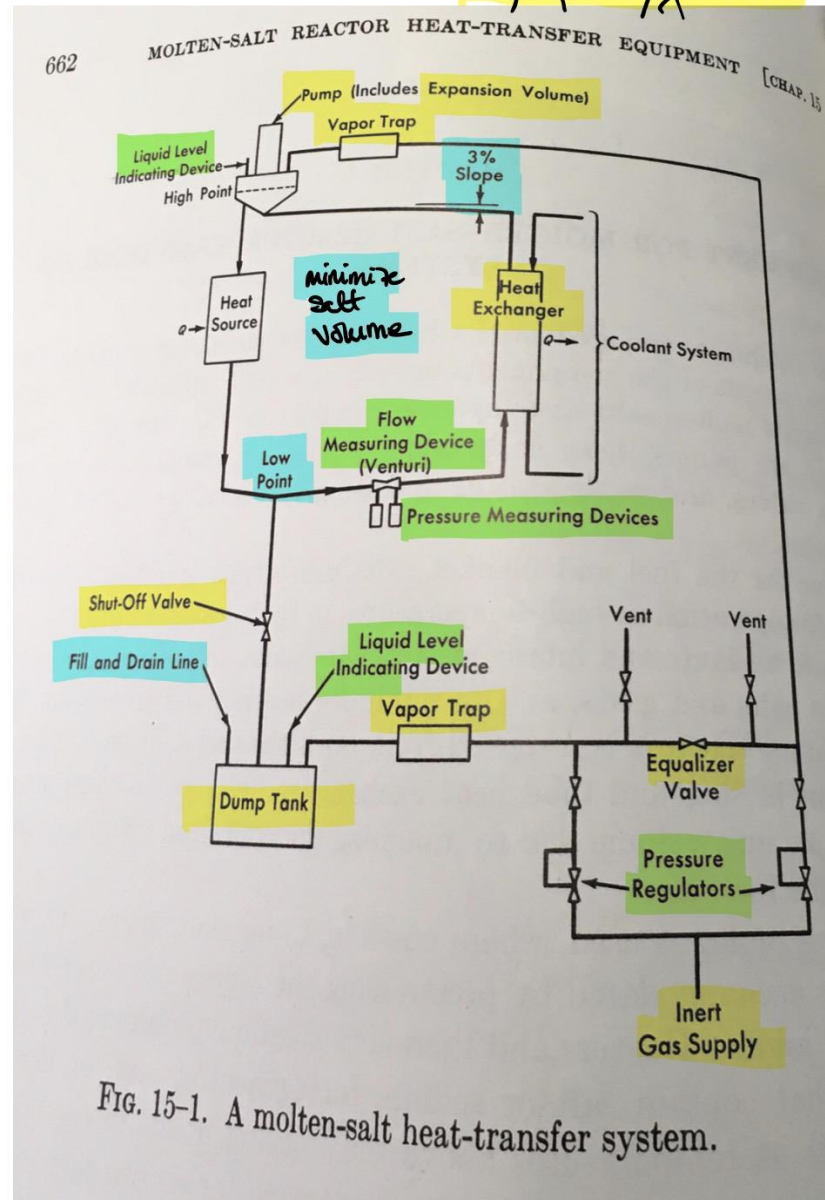 662
MOLTEN-SALT REACTOR HEAT-TRANSFER EQUIPMENT
[CHAP. 15
Pump (Includes Expansion Volume)
Vapor Trap
Liquid Level
Indicating Device
High Point
3%
Slope
Heat
Source
Q
minimize
salt
volume
Heat
Exchanger
Q
Coolant System
Flow
Measuring Device
(Venturi)
Low
Point
Pressure Measuring Devices
Shut-Off Valve
Fill and Drain Line
Liquid Level
Indicating Device
Vapor Trap
Vent
Vent
Equalizer
Valve
Dump Tank
Pressure
Regulators
Inert
Gas Supply
FIG. 15–1. A molten-salt heat-transfer system.